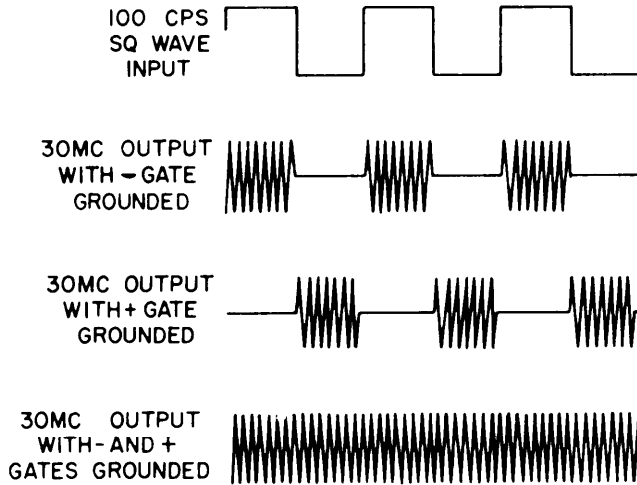 100 CPS
SQ WAVE
INPUT
30MC OUTPUT
WITH - GATE
GROUNDED
30MC OUTPUT
WITH + GATE
GROUNDED
30MC OUTPUT
WITH - AND +
GATES GROUNDED